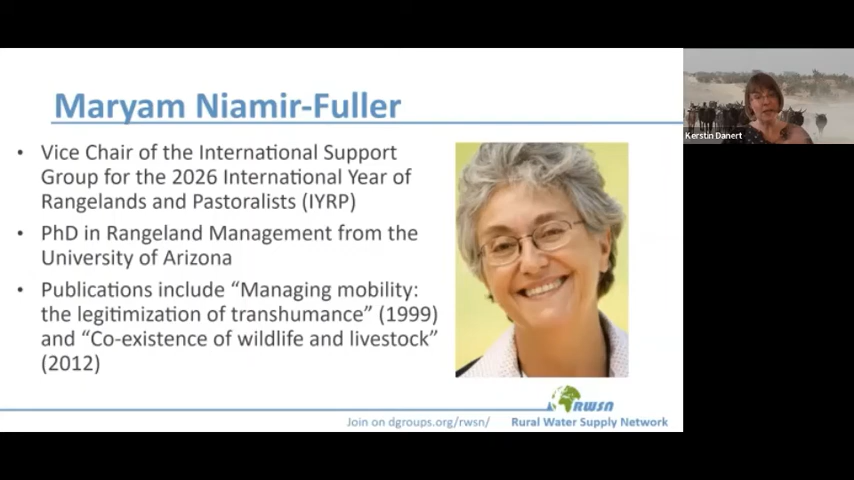 Maryam Niamir-Fuller
• Vice Chair of the International Support
Group for the 2026 International Year of
Rangelands and Pastoralists (IYRP)
• PhD in Rangeland Management from the
University of Arizona
• Publications include “Managing mobility:
the legitimization of transhumance” (1999)
and “Co-existence of wildlife and livestock”
(2012)
RWSN
Join on dgroups.org/rwsn/
Rural Water Supply Network
Kerstin Danert